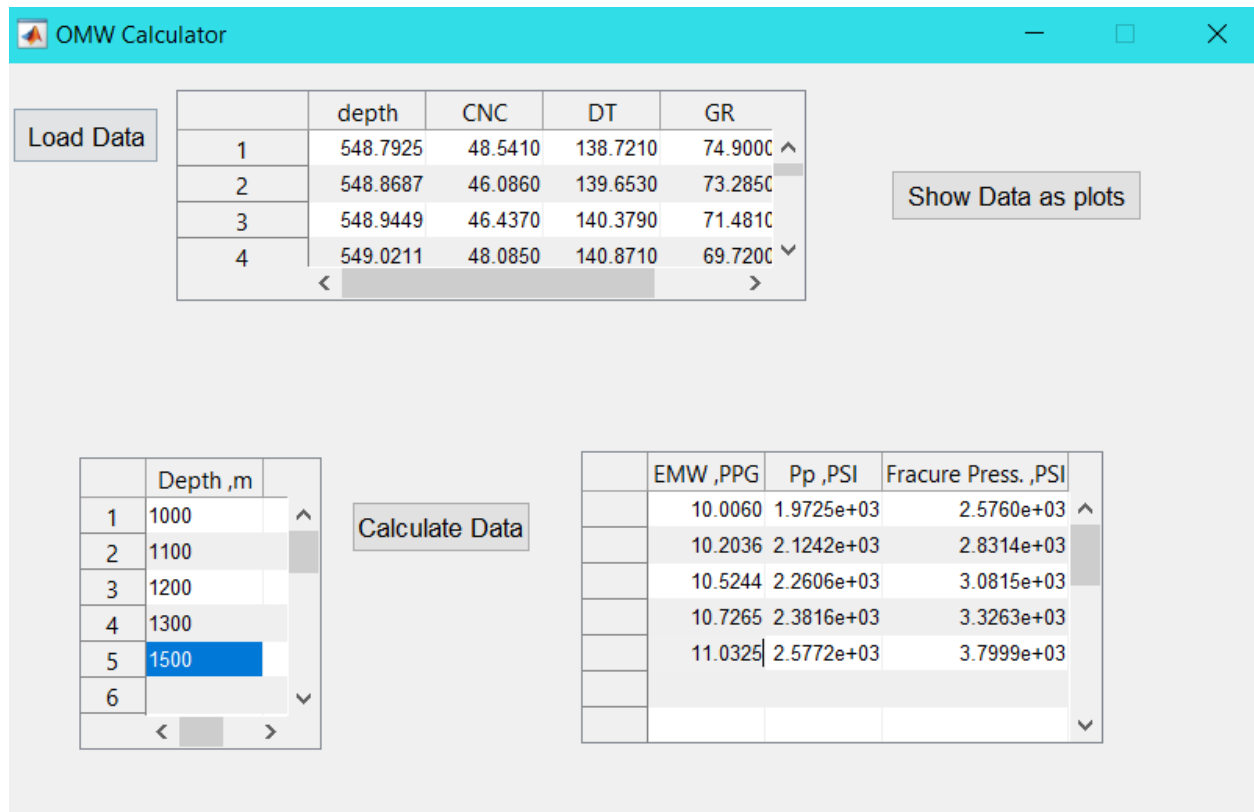 OMW Calculator
Load Data
depth CNC DT GR
1 548.7925 48.5410 138.7210 74.9000
2 548.8687 46.0860 139.6530 73.2850
3 548.9449 46.4370 140.3790 71.4810
4 549.0211 48.0850 140.8710 69.7200
Show Data as plots
Depth ,m
1 1000
2 1100
3 1200
4 1300
5 1500
6
Calculate Data
EMW ,PPG Pp ,PSI Fracure Press. ,PSI
10.0060 1.9725e+03 2.5760e+03
10.2036 2.1242e+03 2.8314e+03
10.5244 2.2606e+03 3.0815e+03
10.7265 2.3816e+03 3.3263e+03
11.0325 2.5772e+03 3.7999e+03